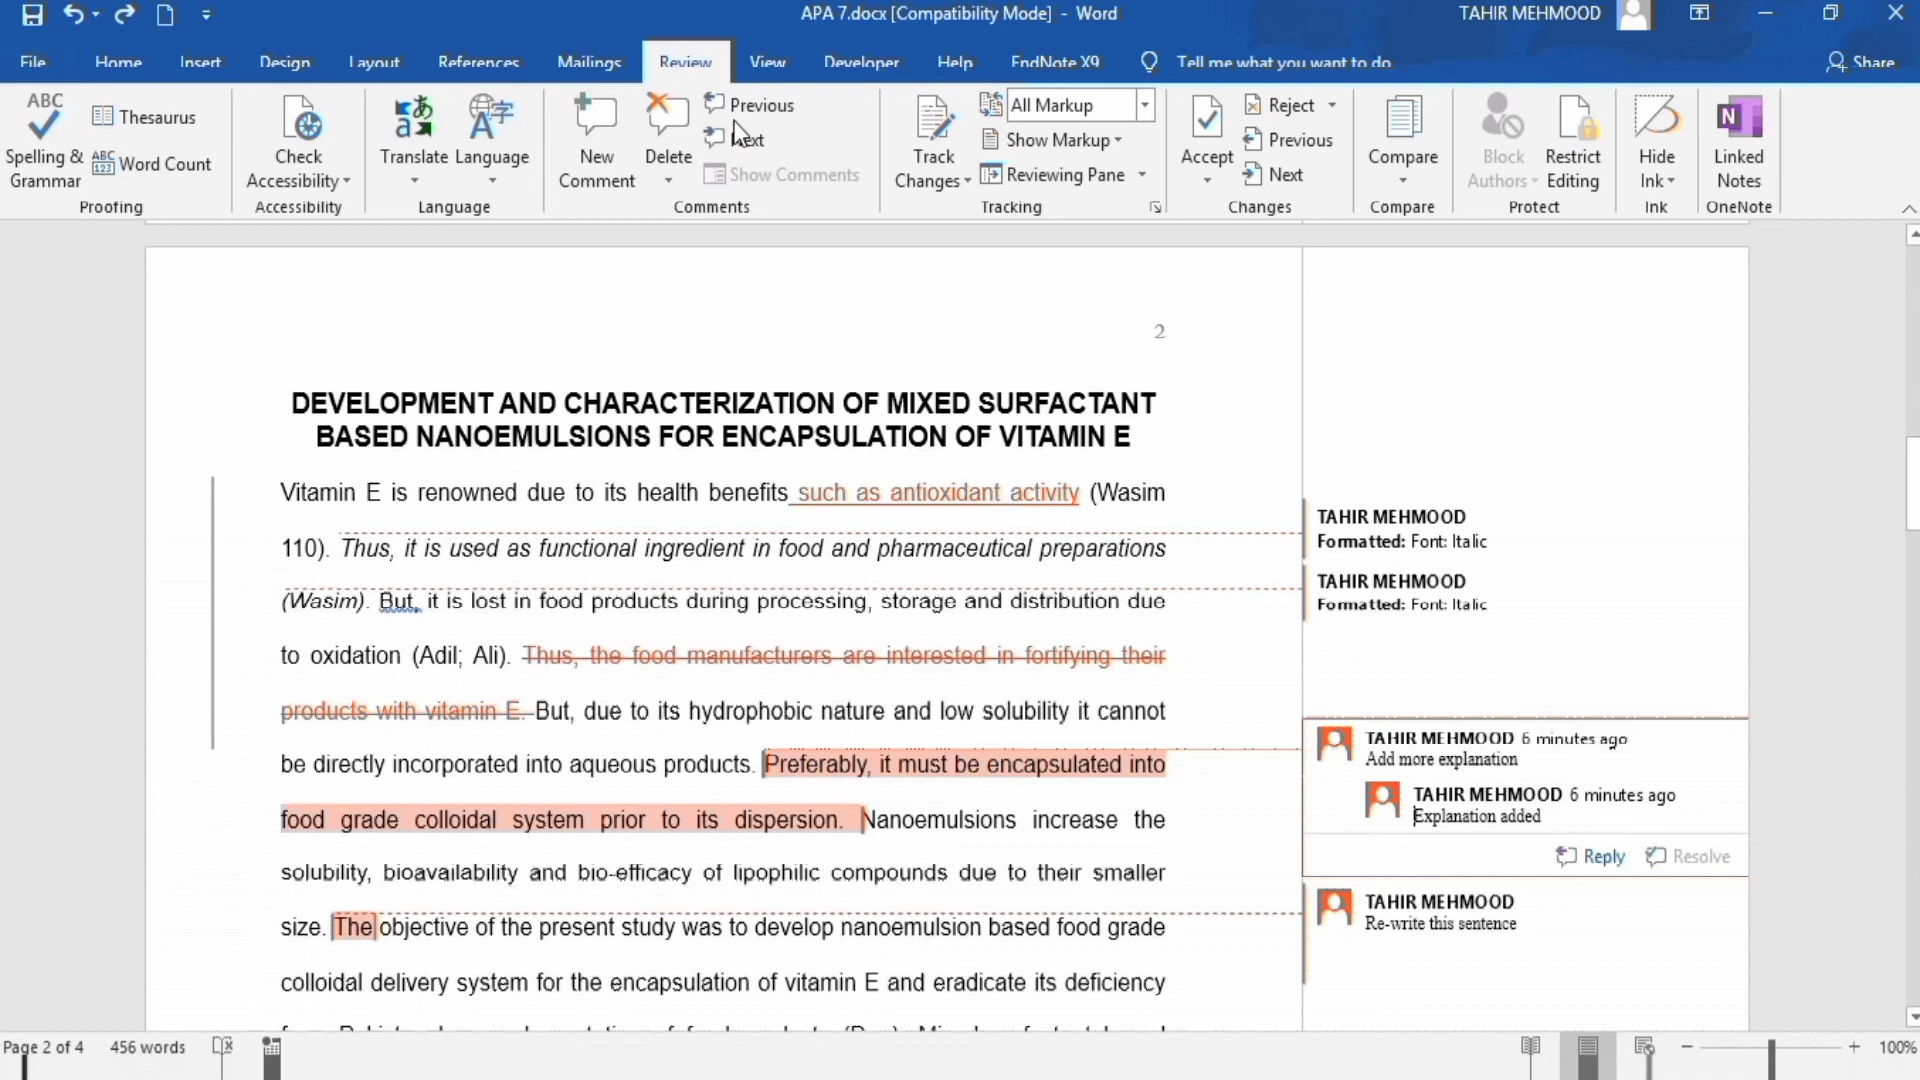 APA 7.docx [Compatibility Mode] - Word
TAHIR MEHMOOD
File Home Insert Design Layout References Mailings Review View Developer Help EndNote X9 Tell me what you want to do Share
ABC
Spelling &
Grammar
Thesaurus
ABC
123
Word Count
Proofing
Check
Accessibility
Accessibility
Translate
Language
Language
New
Comment
Delete
Previous
Show Comments
Comments
Track
Changes
All Markup
Show Markup
Reviewing Pane
Tracking
Accept
Reject
Previous
Next
Changes
Compare
Compare
Block
Authors
Restrict
Editing
Protect
Hide
Ink
Ink
N
Linked
Notes
OneNote
2
DEVELOPMENT AND CHARACTERIZATION OF MIXED SURFACTANT
BASED NANOEMULSIONS FOR ENCAPSULATION OF VITAMIN E
Vitamin E is renowned due to its health benefits such as antioxidant activity (Wasim
110). Thus, it is used as functional ingredient in food and pharmaceutical preparations
(Wasim). But, it is lost in food products during processing, storage and distribution due
to oxidation (Adil; Ali). Thus, the food manufacturers are interested in fortifying their
products with vitamin E. But, due to its hydrophobic nature and low solubility it cannot
be directly incorporated into aqueous products. Preferably, it must be encapsulated into
food grade colloidal system prior to its dispersion. Nanoemulsions increase the
solubility, bioavailability and bio-efficacy of lipophilic compounds due to their smaller
size. The objective of the present study was to develop nanoemulsion based food grade
colloidal delivery system for the encapsulation of vitamin E and eradicate its deficiency
TAHIR MEHMOOD
Formatted: Font: Italic
TAHIR MEHMOOD
Formatted: Font: Italic
TAHIR MEHMOOD 6 minutes ago
Add more explanation
TAHIR MEHMOOD 6 minutes ago
Explanation added
Reply Resolve
TAHIR MEHMOOD
Re-write this sentence
Page 2 of 4 456 words
100%